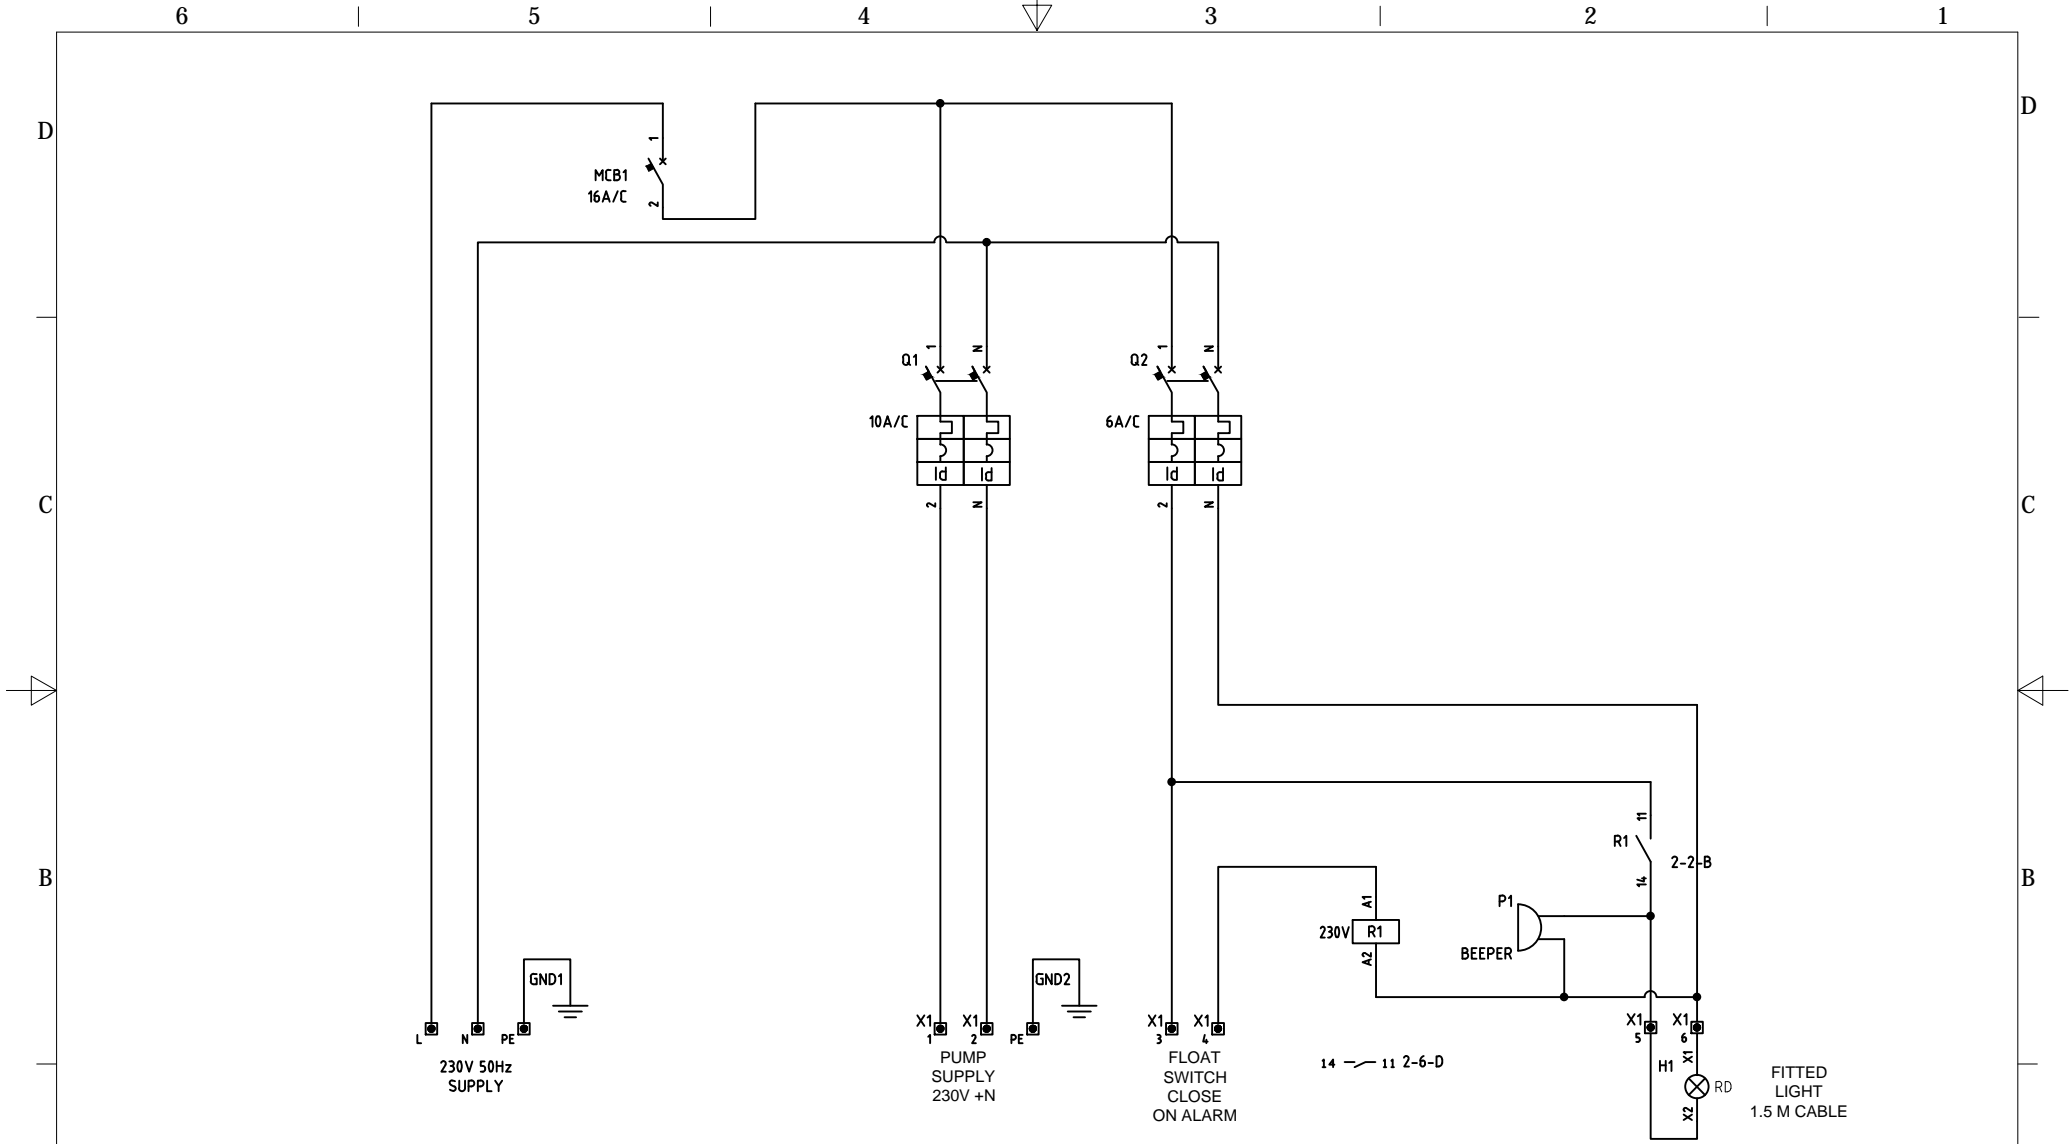 6 5 4 3 2 1
D D
1
MCB1
16A/C
2
1 N 1 N
Q1 Q2
10A/C 6A/C
Id Id Id Id
C 2 N 2 N C
11
R1
2-2-B
B 14 B
A1 P1
230V R1
A2 BEEPER
GND1 GND2
X1 X1 X1 X1 X1 X1
L N PE 1 2 PE 3 4 5 6
230V 50Hz
SUPPLY
PUMP
SUPPLY
230V +N
FLOAT
SWITCH
CLOSE
ON ALARM
14 11 2-6-D
X1
H1
RD
X2
FITTED
LIGHT
1.5 M CABLE